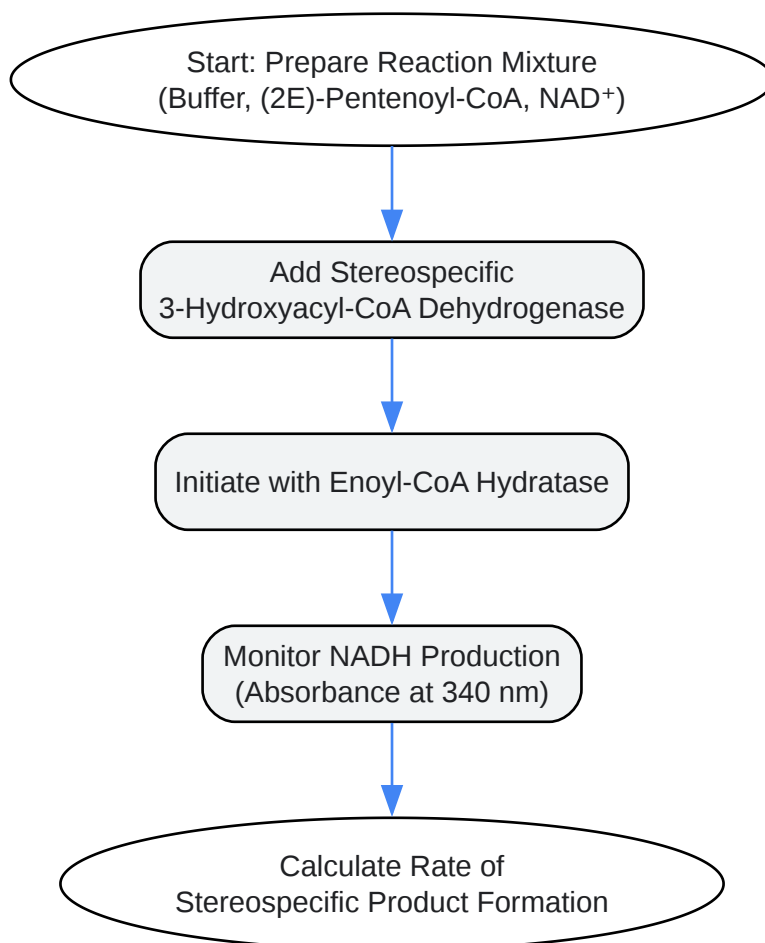 Start: Prepare Reaction Mixture
(Buffer, (2E)-Pentenoyl-CoA, NAD⁺)
Add Stereospecific
3-Hydroxyacyl-CoA Dehydrogenase
Initiate with Enoyl-CoA Hydratase
Monitor NADH Production
(Absorbance at 340 nm)
Calculate Rate of
Stereospecific Product Formation